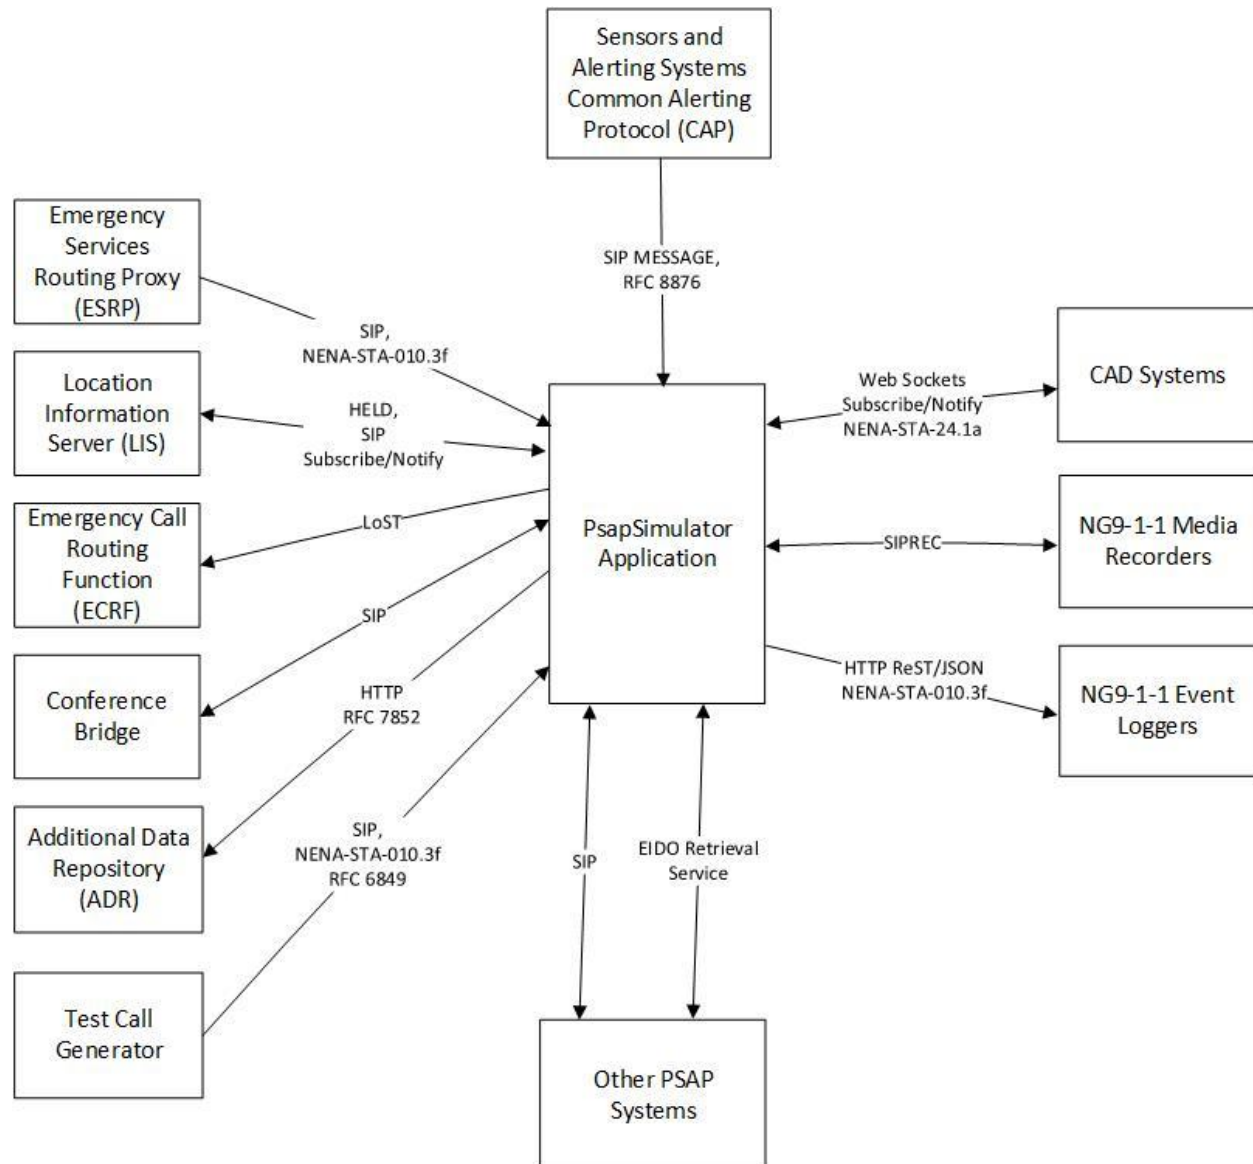 Sensors and
Alerting Systems
Common Alerting
Protocol (CAP)
SIP MESSAGE,
RFC 8876
Emergency
Services
Routing Proxy
(ESRP)
SIP,
NENA-STA-010.3f
Location
Information
Server (LIS)
HELD,
SIP
Subscribe/Notify
Emergency Call
Routing
Function
(ECRF)
LoST
Conference
Bridge
SIP
Additional Data
Repository
(ADR)
HTTP
RFC 7852
Test Call
Generator
SIP,
NENA-STA-010.3f
RFC 6849
PsapSimulator
Application
Web Sockets
Subscribe/Notify
NENA-STA-24.1a
CAD Systems
SIPREC
NG9-1-1 Media
Recorders
HTTP ReST/JSON
NENA-STA-010.3f
NG9-1-1 Event
Loggers
SIP
EIDO Retrieval
Service
Other PSAP
Systems